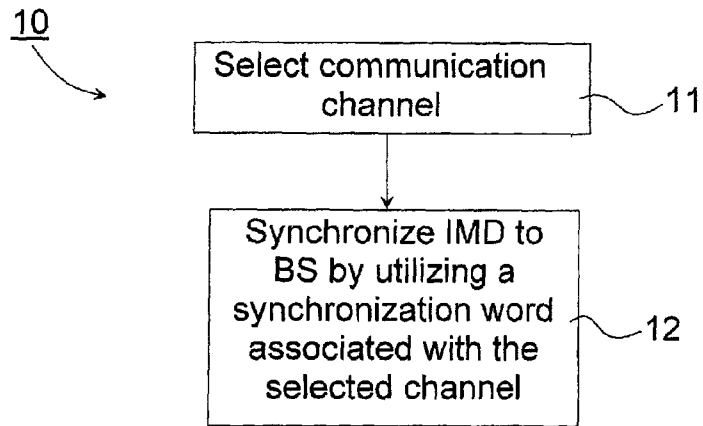 10
Select communication
channel
11
Synchronize IMD to
BS by utilizing a
synchronization word
associated with the
selected channel
12